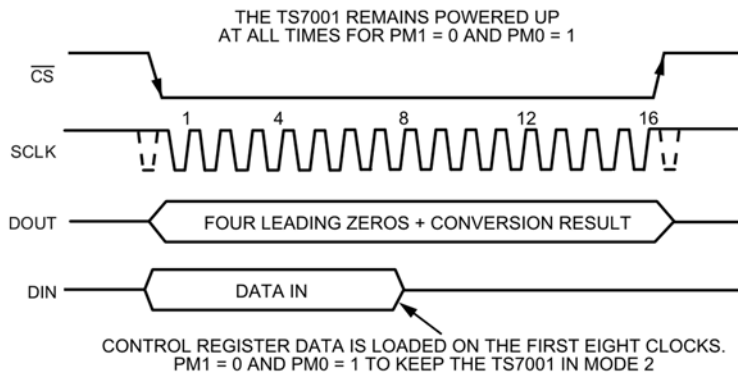 THE TS7001 REMAINS POWERED UP
AT ALL TIMES FOR PM1 = 0 AND PM0 = 1
CS
1 4 8 12 16
SCLK
DOUT
FOUR LEADING ZEROS + CONVERSION RESULT
DIN
DATA IN
CONTROL REGISTER DATA IS LOADED ON THE FIRST EIGHT CLOCKS.
PM1 = 0 AND PM0 = 1 TO KEEP THE TS7001 IN MODE 2